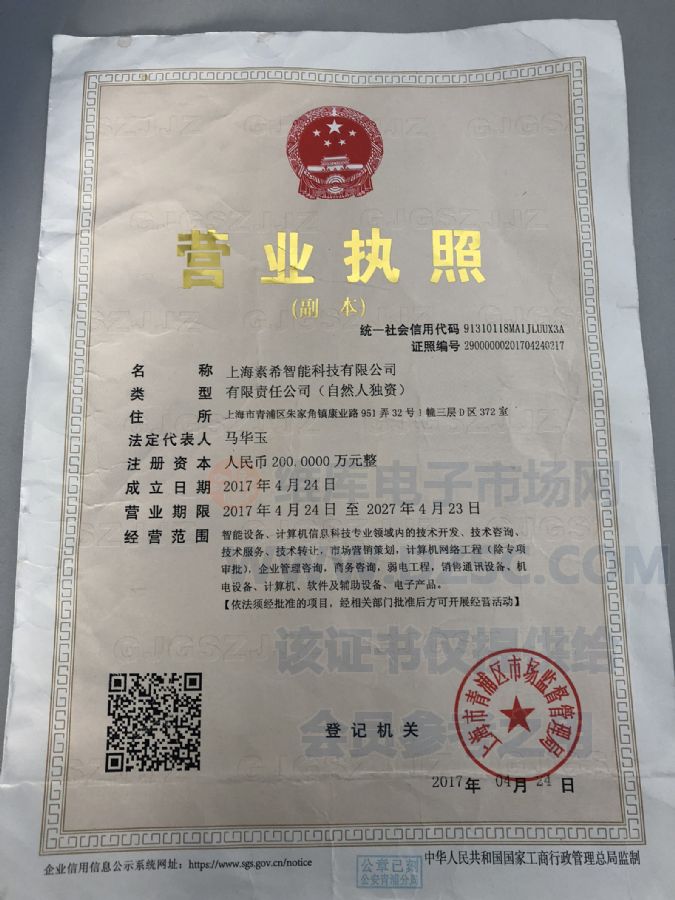 营业执照
(副 本)
统一社会信用代码 91310118MA1JLUUX3A
证照编号 29000000201704240217
名 称 上海素希智能科技有限公司
类 型 有限责任公司（自然人独资）
住 所 上海市青浦区朱家角镇康业路951弄32号1幢三层D区372室
法定代表人 马华玉
注册资本 人民币200.0000万元整
成立日期 2017年4月24日
营业期限 2017年4月24日 至 2027年4月23日
经营范围 智能设备、计算机信息科技专业领域内的技术开发、技术咨询、
技术服务、技术转让，市场营销策划，计算机网络工程（除专项
审批），企业管理咨询，商务咨询，弱电工程，销售通讯设备、机
电设备、计算机、软件及辅助设备、电子产品。
【依法须经批准的项目，经相关部门批准后方可开展经营活动】
电子市场网
.COM
该证书仅提供给
会员参考之用
登记机关
上海市青浦区市场监督管理局
2017年 04月 24日
企业信用信息公示系统网址：https://www.sgs.gov.cn/notice
公章已刻
公安青浦分局
中华人民共和国国家工商行政管理总局监制